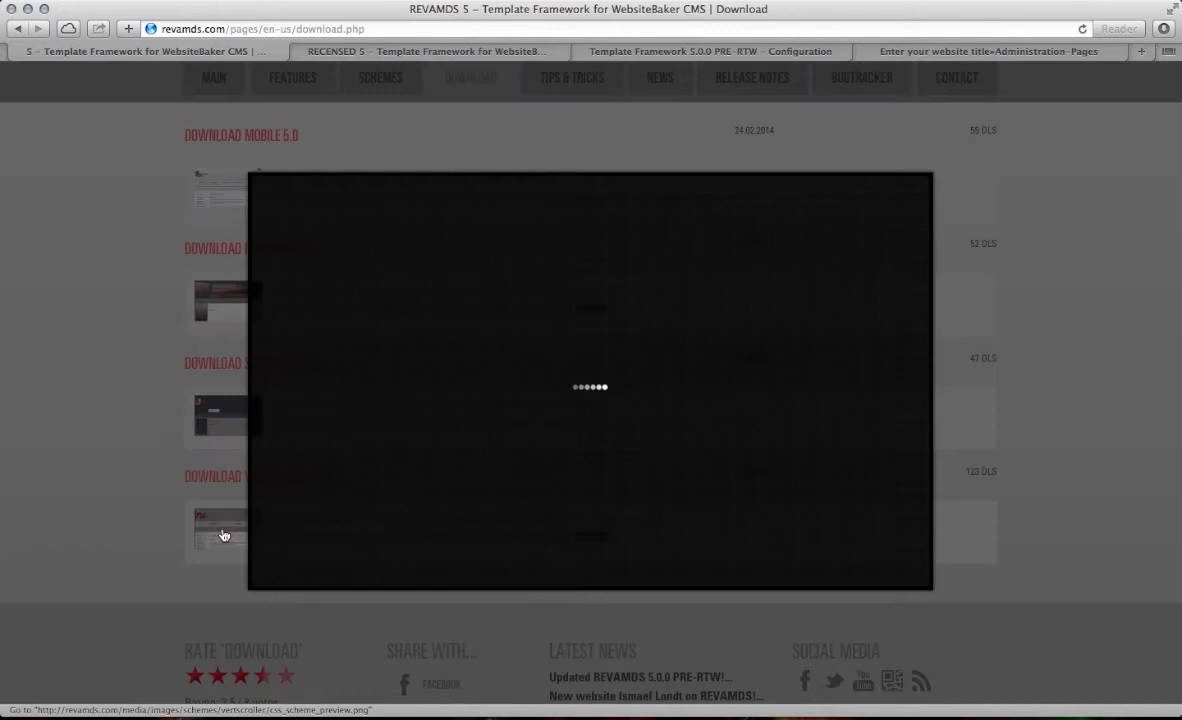 REVAMDS 5 – Template Framework for WebsiteBaker CMS | Download
revamds.com/pages/en-us/download.php
Reader
5 – Template Framework for WebsiteBaker CMS | ...
RECENSED 5 – Template Framework for WebsiteB...
Template Framework 5.0.0 PRE-RTW – Configuration
Enter your website title»Administration-Pages
MAIN
FEATURES
SCHEMES
DOWNLOAD
TIPS & TRICKS
NEWS
RELEASE NOTES
BUGTRACKER
CONTACT
DOWNLOAD MOBILE 5.0
24.02.2014
55 DLS
DOWNLOAD
52 DLS
DOWNLOAD
47 DLS
DOWNLOAD
123 DLS
RATE "DOWNLOAD"
SHARE WITH...
FACEBOOK
LATEST NEWS
Updated REVAMDS 5.0.0 PRE-RTW!...
New website Ismael Londt on REVAMDS!...
SOCIAL MEDIA
You
Tube
Go to "http://revamds.com/media/images/schemes/vertscroller/css_scheme_preview.png"